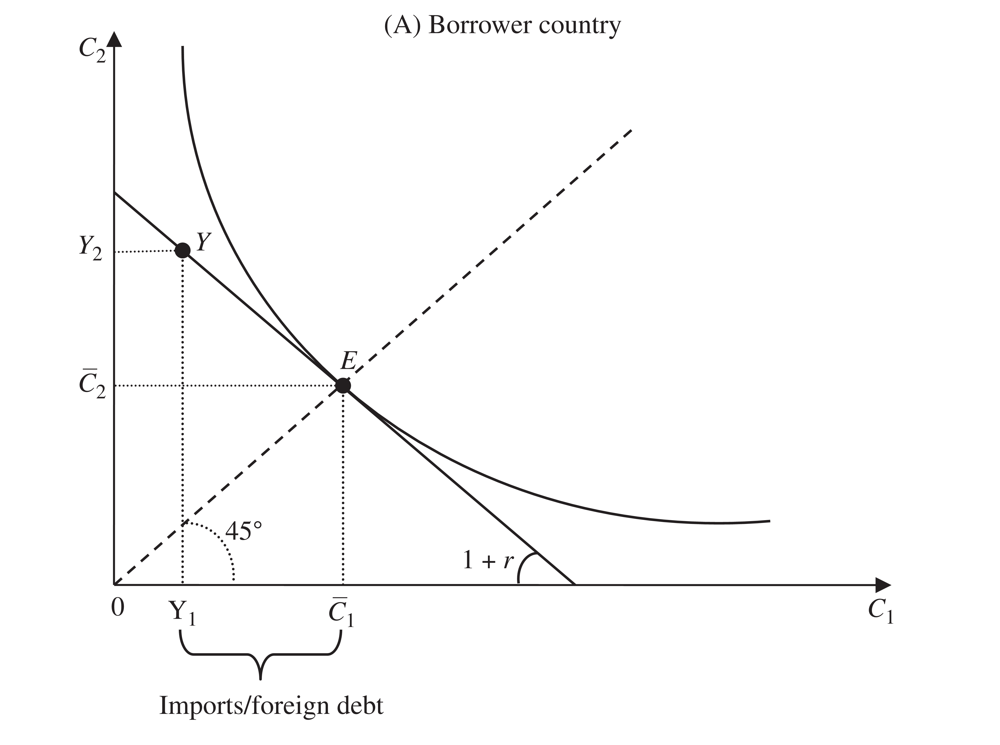 (A) Borrower country
C₂
Y₂
Y
E
C̅₂
45°
1 + r
0
Y₁
C̅₁
C₁
Imports/foreign debt